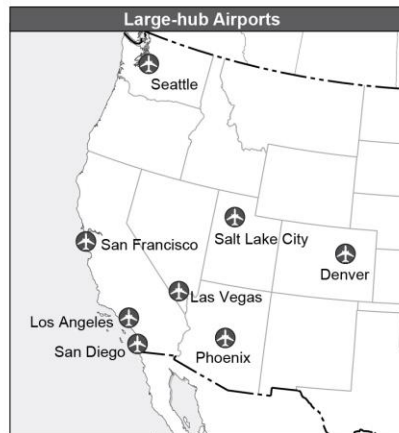 Large-hub Airports
Seattle
San Francisco
Salt Lake City
Denver
Las Vegas
Los Angeles
San Diego
Phoenix